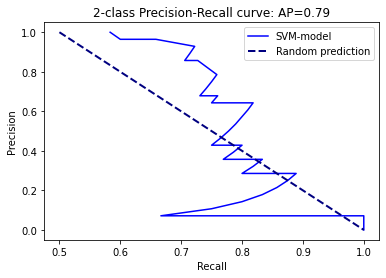 2-class Precision-Recall curve: AP=0.79
SVM-model
Random prediction
Precision
1.0
0.8
0.6
0.4
0.2
0.0
0.5 0.6 0.7 0.8 0.9 1.0
Recall